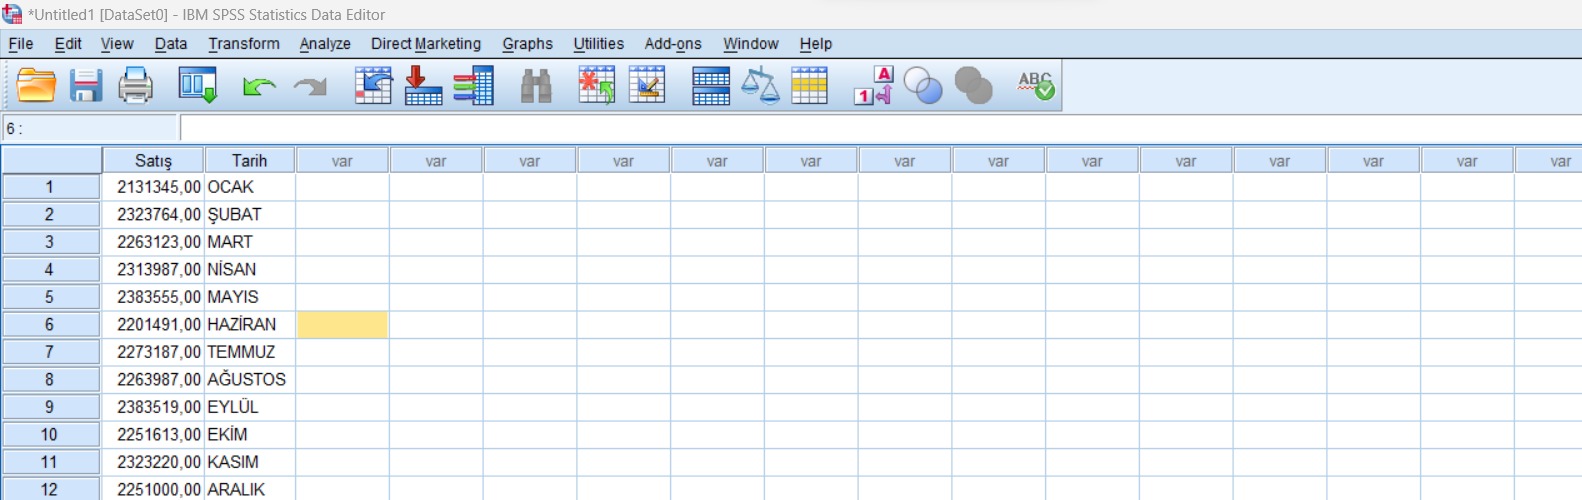 *Untitled1 [DataSet0] - IBM SPSS Statistics Data Editor
File Edit View Data Transform Analyze Direct Marketing Graphs Utilities Add-ons Window Help
A
1
ABC
6 :
Satış Tarih var var var var var var var var var var var var var var
1 2131345,00 OCAK
2 2323764,00 ŞUBAT
3 2263123,00 MART
4 2313987,00 NİSAN
5 2383555,00 MAYIS
6 2201491,00 HAZİRAN
7 2273187,00 TEMMUZ
8 2263987,00 AĞUSTOS
9 2383519,00 EYLÜL
10 2251613,00 EKİM
11 2323220,00 KASIM
12 2251000,00 ARALIK